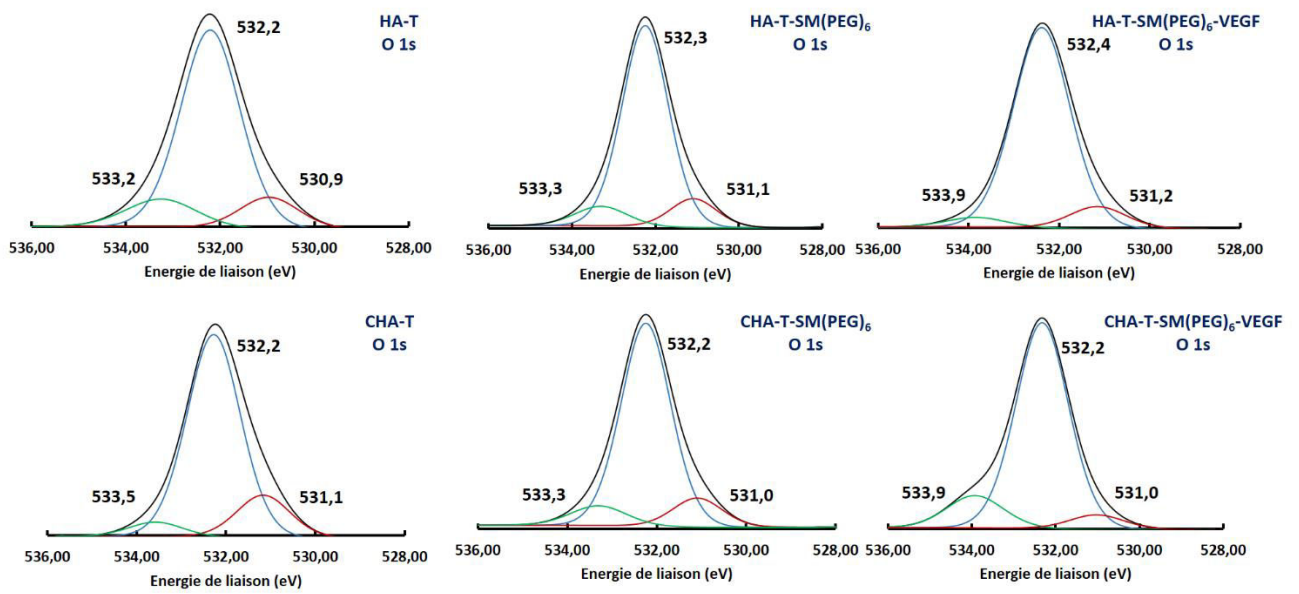 HA-T
O 1s
532,2
533,2
530,9
536,00 534,00 532,00 530,00 528,00
Energie de liaison (eV)
HA-T-SM(PEG)₆
O 1s
532,3
533,3
531,1
536,00 534,00 532,00 530,00 528,00
Energie de liaison (eV)
HA-T-SM(PEG)₆-VEGF
O 1s
532,4
533,9
531,2
536,00 534,00 532,00 530,00 528,00
Energie de liaison (eV)
CHA-T
O 1s
532,2
533,5
531,1
536,00 534,00 532,00 530,00 528,00
Energie de liaison (eV)
CHA-T-SM(PEG)₆
O 1s
532,2
533,3
531,0
536,00 534,00 532,00 530,00 528,00
Energie de liaison (eV)
CHA-T-SM(PEG)₆-VEGF
O 1s
532,2
533,9
531,0
536,00 534,00 532,00 530,00 528,00
Energie de liaison (eV)